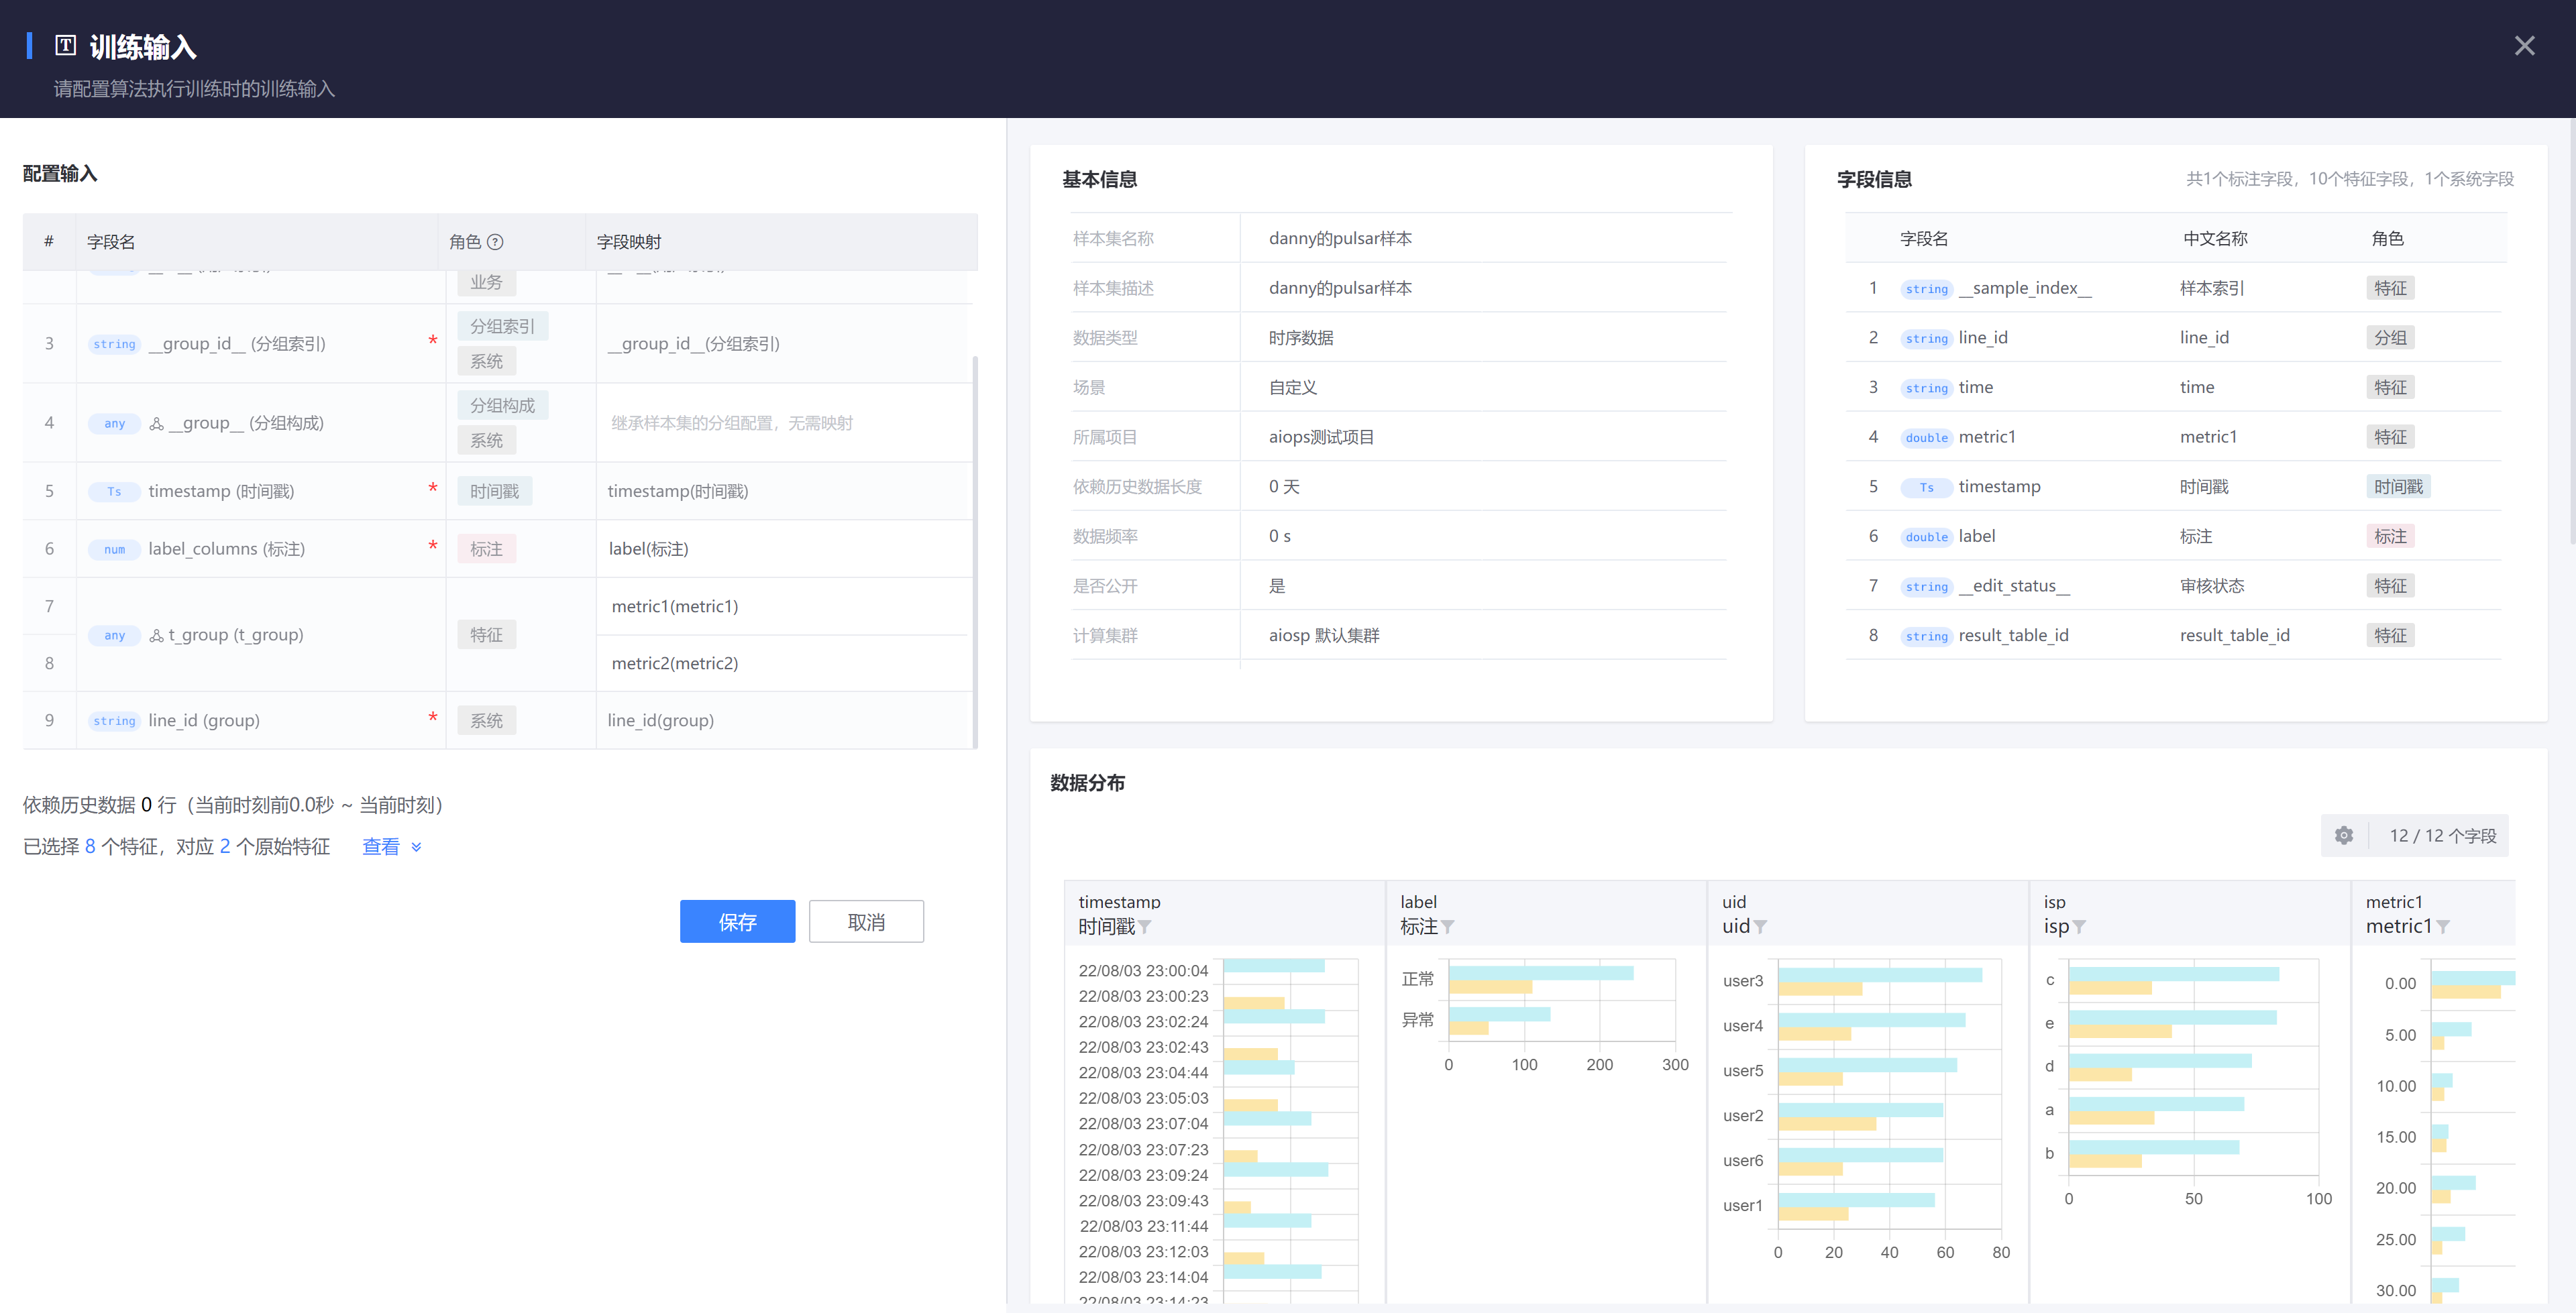 训练输入
请配置算法执行训练时的训练输入
配置输入
# 字段名 角色 字段映射
业务
3 string __group_id__ (分组索引) * 分组索引 系统 __group_id__(分组索引)
4 any __group__ (分组构成) 分组构成 系统 继承样本集的分组配置，无需映射
5 Ts timestamp (时间戳) * 时间戳 timestamp(时间戳)
6 num label_columns (标注) * 标注 label(标注)
7 metric1(metric1)
any t_group (t_group) 特征
8 metric2(metric2)
9 string line_id (group) * 系统 line_id(group)
依赖历史数据 0 行（当前时刻前0.0秒 ~ 当前时刻）
已选择 8 个特征，对应 2 个原始特征 查看
保存 取消
基本信息
样本集名称 danny的pulsar样本
样本集描述 danny的pulsar样本
数据类型 时序数据
场景 自定义
所属项目 aiops测试项目
依赖历史数据长度 0 天
数据频率 0 s
是否公开 是
计算集群 aiosp 默认集群
字段信息 共1个标注字段，10个特征字段，1个系统字段
字段名 中文名称 角色
1 string __sample_index__ 样本索引 特征
2 string line_id line_id 分组
3 string time time 特征
4 double metric1 metric1 特征
5 Ts timestamp 时间戳 时间戳
6 double label 标注 标注
7 string __edit_status__ 审核状态 特征
8 string result_table_id result_table_id 特征
数据分布
12 / 12 个字段
timestamp
时间戳
22/08/03 23:00:04
22/08/03 23:00:23
22/08/03 23:02:24
22/08/03 23:02:43
22/08/03 23:04:44
22/08/03 23:05:03
22/08/03 23:07:04
22/08/03 23:07:23
22/08/03 23:09:24
22/08/03 23:09:43
22/08/03 23:11:44
22/08/03 23:12:03
22/08/03 23:14:04
22/08/03 23:14:23
label
标注
正常
异常
0 100 200 300
uid
uid
user3
user4
user5
user2
user6
user1
0 20 40 60 80
isp
isp
c
e
d
a
b
0 50 100
metric1
metric1
0.00
5.00
10.00
15.00
20.00
25.00
30.00